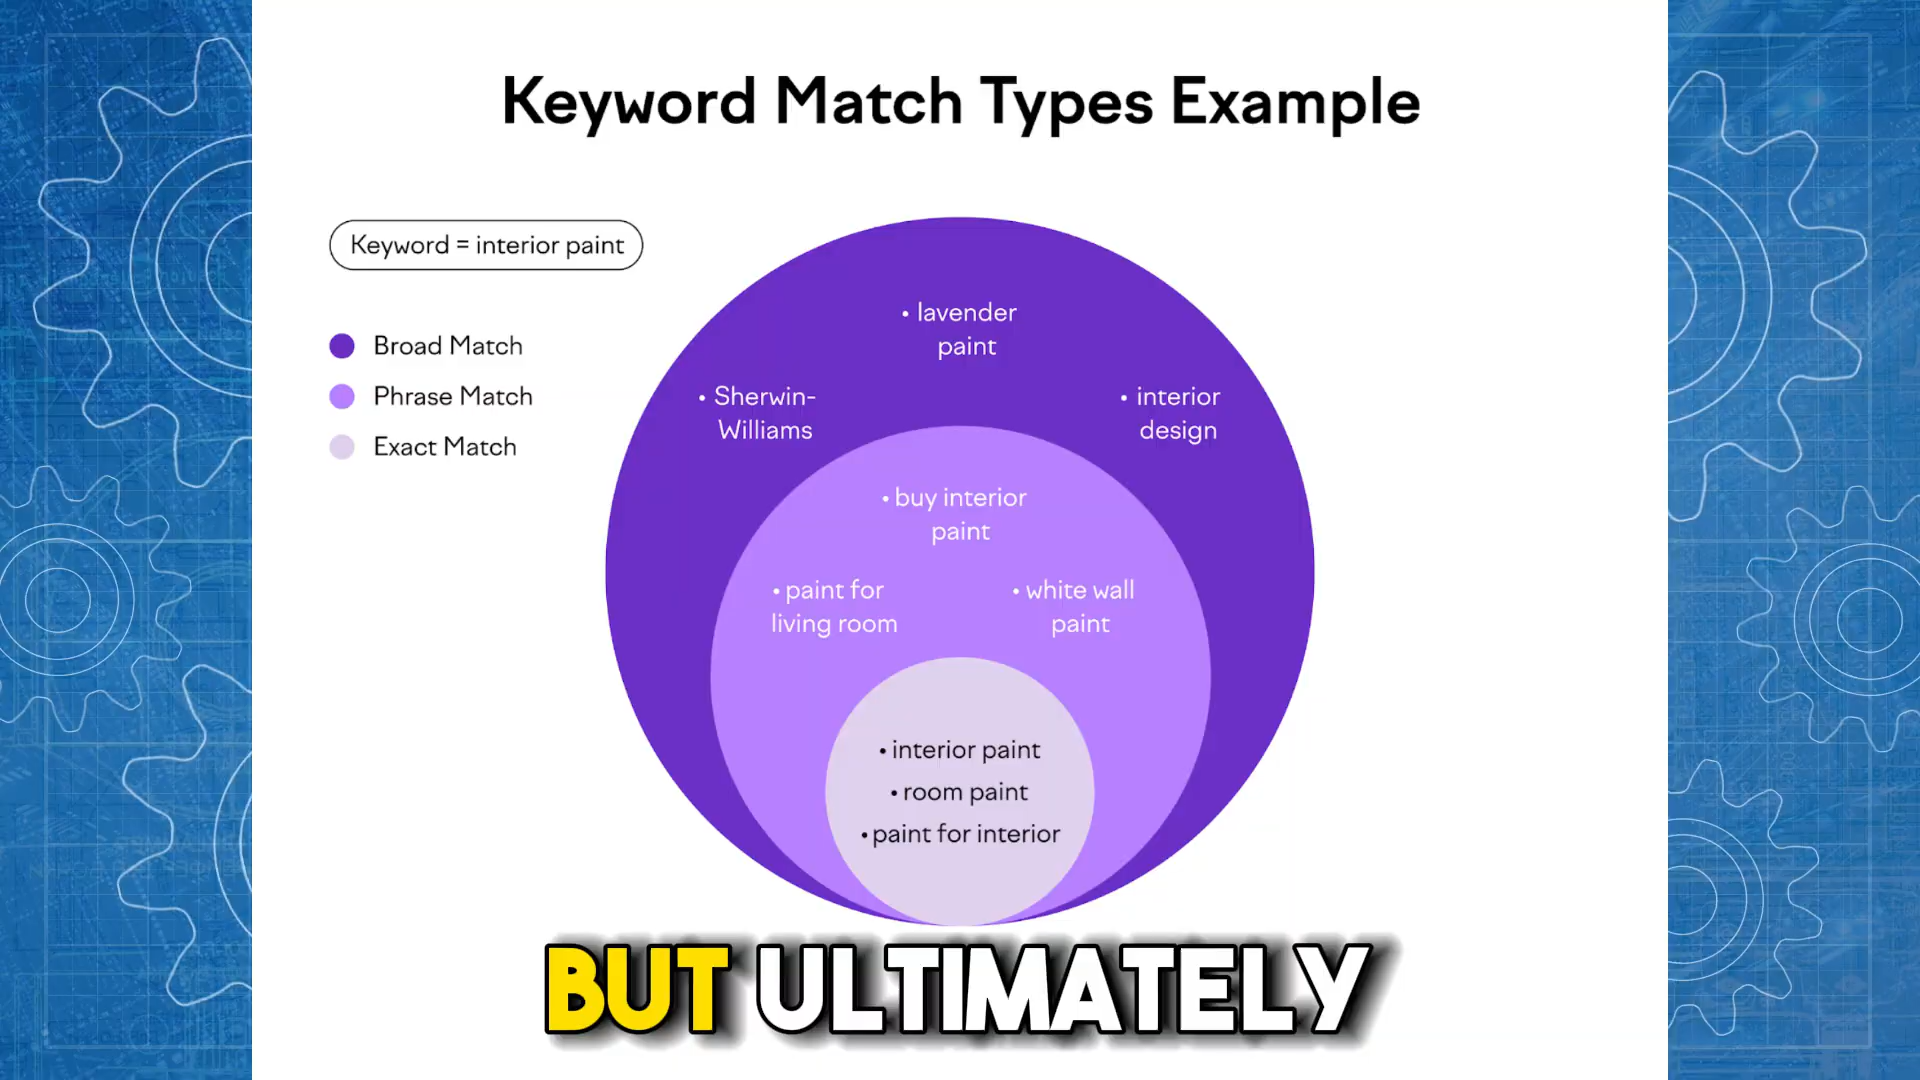 Keyword Match Types Example
Keyword = interior paint
Broad Match
Phrase Match
Exact Match
• lavender
paint
• Sherwin-
Williams
• interior
design
• buy interior
paint
• paint for
living room
• white wall
paint
• interior paint
• room paint
• paint for interior
BUT ULTIMATELY